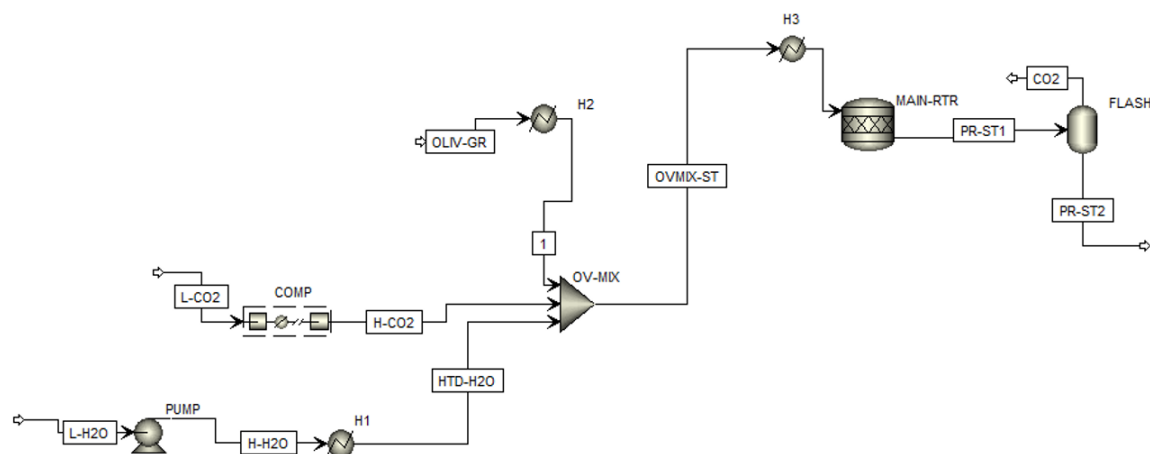 H3
CO2
MAIN-RTR
FLASH
H2
OLIV-GR
PR-ST1
OVMIX-ST
PR-ST2
1
OV-MIX
L-CO2
COMP
H-CO2
HTD-H2O
PUMP
L-H2O
H-H2O
H1